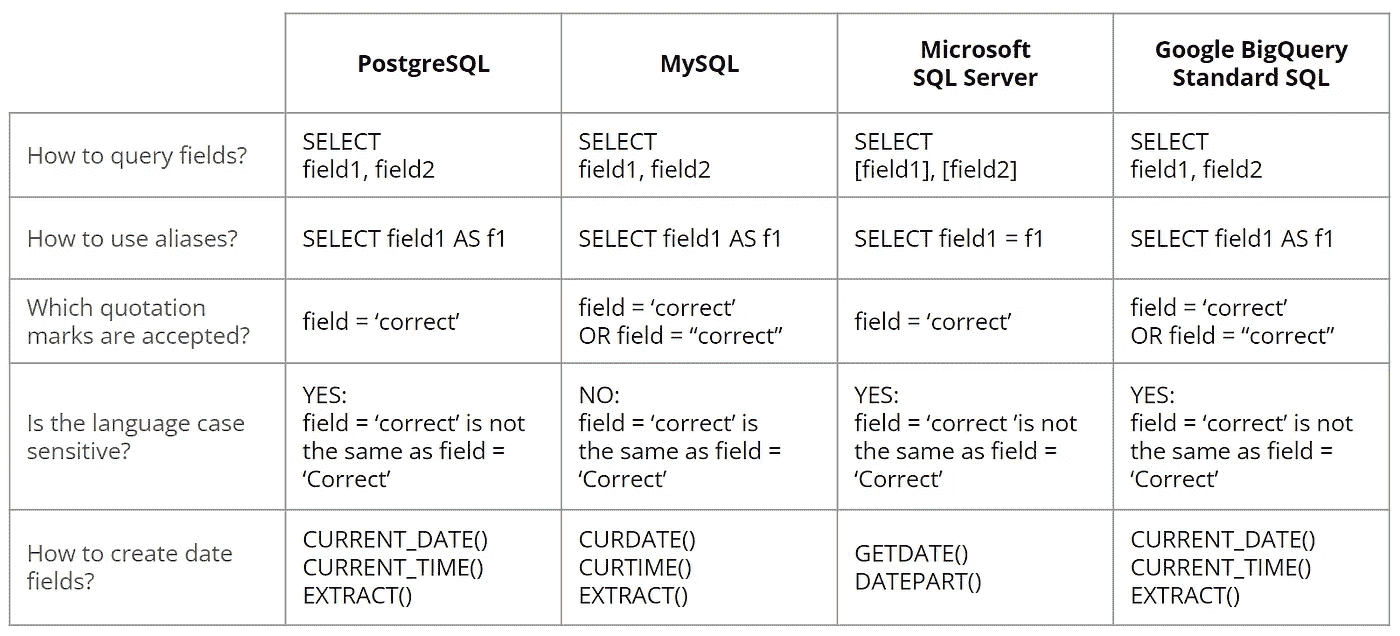 PostgreSQL
MySQL
Microsoft
SQL Server
Google BigQuery
Standard SQL
How to query fields?
SELECT
field1, field2
SELECT
field1, field2
SELECT
[field1], [field2]
SELECT
field1, field2
How to use aliases?
SELECT field1 AS f1
SELECT field1 AS f1
SELECT field1 = f1
SELECT field1 AS f1
Which quotation
marks are accepted?
field = ‘correct’
field = ‘correct’
OR field = “correct”
field = ‘correct’
field = ‘correct’
OR field = “correct”
Is the language case
sensitive?
YES:
field = ‘correct’ is not
the same as field =
‘Correct’
NO:
field = ‘correct’ is
the same as field =
‘Correct’
YES:
field = ‘correct ‘is not
the same as field =
‘Correct’
YES:
field = ‘correct’ is not
the same as field =
‘Correct’
How to create date
fields?
CURRENT_DATE()
CURRENT_TIME()
EXTRACT()
CURDATE()
CURTIME()
EXTRACT()
GETDATE()
DATEPART()
CURRENT_DATE()
CURRENT_TIME()
EXTRACT()